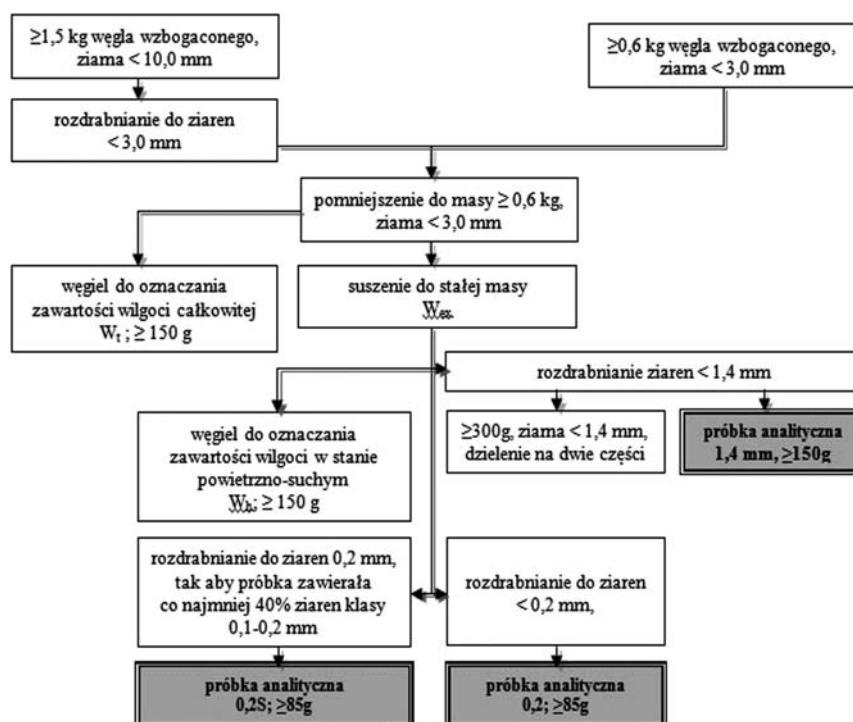 ≥1,5 kg węgla wzbogaconego,
ziarna < 10,0 mm
≥0,6 kg węgla wzbogaconego,
ziarna < 3,0 mm
rozdrabnianie do ziaren
< 3,0 mm
pomniejszenie do masy ≥ 0,6 kg,
ziarna < 3,0 mm
węgiel do oznaczania
zawartości wilgoci całkowitej
Wt ; ≥ 150 g
suszenie do stałej masy
Wex
rozdrabnianie ziaren < 1,4 mm
węgiel do oznaczania
zawartości wilgoci w stanie
powietrzno-suchym
Wh; ≥ 150 g
≥300g, ziarna < 1,4 mm,
dzielenie na dwie części
próbka analityczna
1,4 mm, ≥150g
rozdrabnianie do ziaren 0,2 mm,
tak aby próbka zawierała
co najmniej 40% ziaren klasy
0,1-0,2 mm
rozdrabnianie do ziaren
< 0,2 mm,
próbka analityczna
0,2S; ≥85g
próbka analityczna
0,2; ≥85g